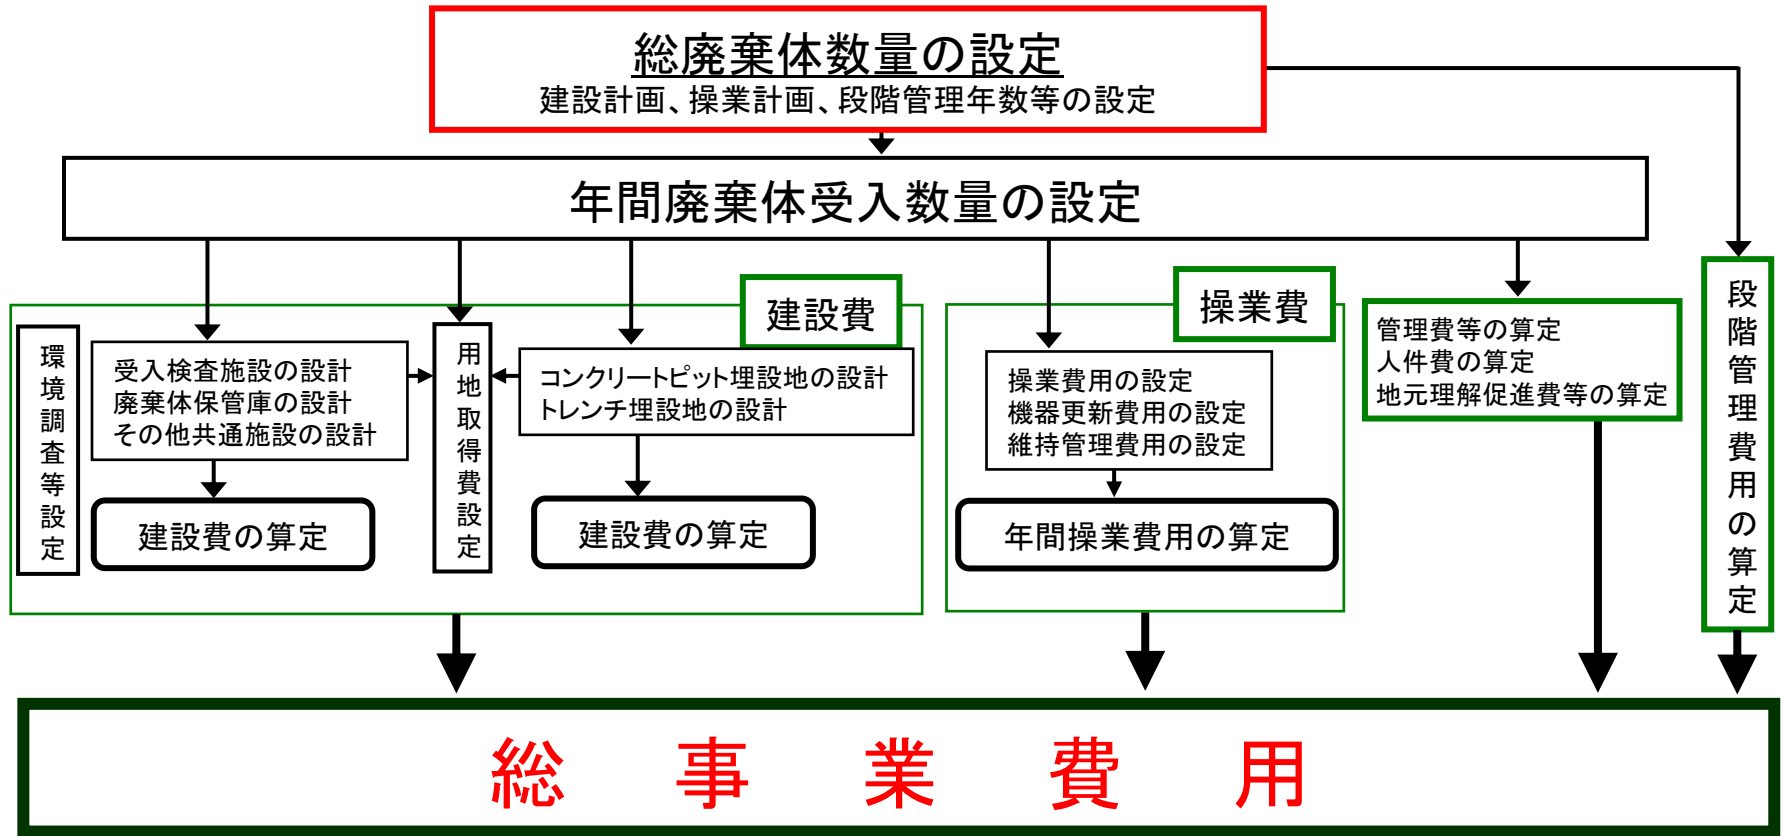 総廃棄体数量の設定
建設計画、操業計画、段階管理年数等の設定
年間廃棄体受入数量の設定
建設費
環境調査等設定
受入検査施設の設計
廃棄体保管庫の設計
その他共通施設の設計
建設費の算定
用地取得費設定
コンクリートピット埋設地の設計
トレンチ埋設地の設計
建設費の算定
操業費
操業費用の設定
機器更新費用の設定
維持管理費用の設定
年間操業費用の算定
管理費等の算定
人件費の算定
地元理解促進費等の算定
段階管理費用の算定
総事業費用